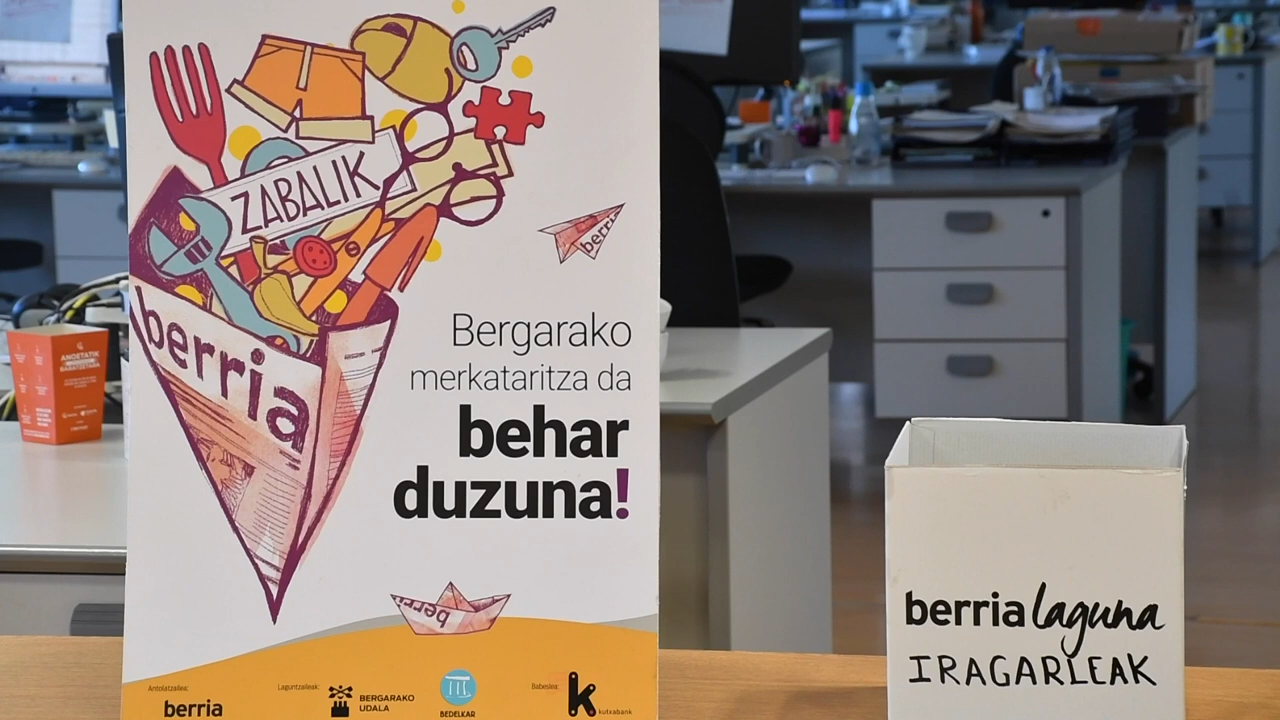 ZABALIK
berria
berria
Bergarako
merkataritza da
behar
duzuna!
berria
Antolatzailea:
berria
Laguntzaileak:
BERGARAKO
UDALA
BEDELKAR
Babeslea:
k
kutxabank
ANOETATIK
berria laguna
IRAGARLEAK